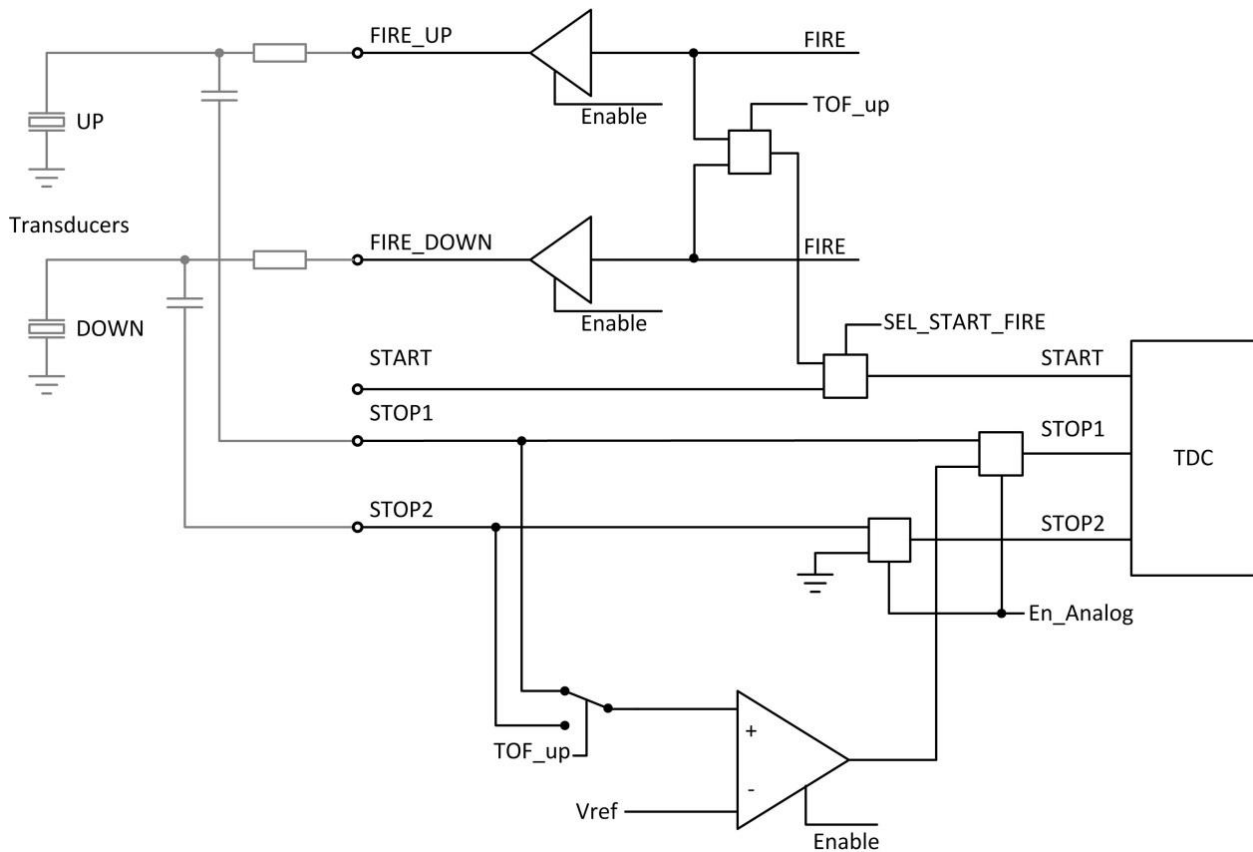 FIRE_UP
FIRE
Enable
TOF_up
UP
Transducers
FIRE_DOWN
FIRE
Enable
DOWN
SEL_START_FIRE
START
START
STOP1
STOP1
TDC
STOP2
STOP2
En_Analog
+
TOF_up
-
Vref
Enable